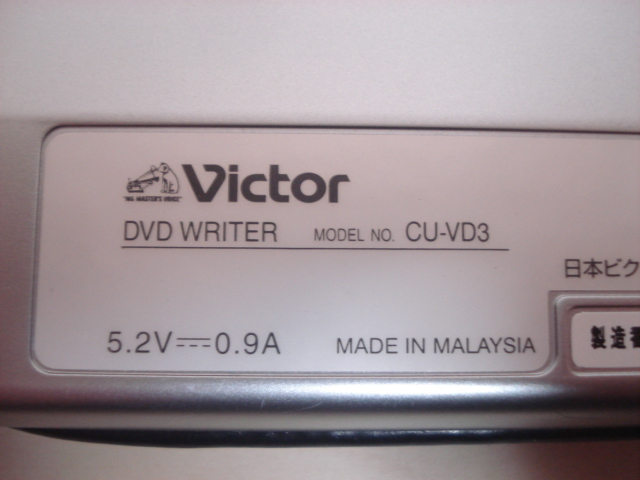 "HIS MASTER'S VOICE"
Victor
DVD WRITER MODEL NO. CU-VD3
日本ビク
5.2V⎓0.9A MADE IN MALAYSIA
製造番